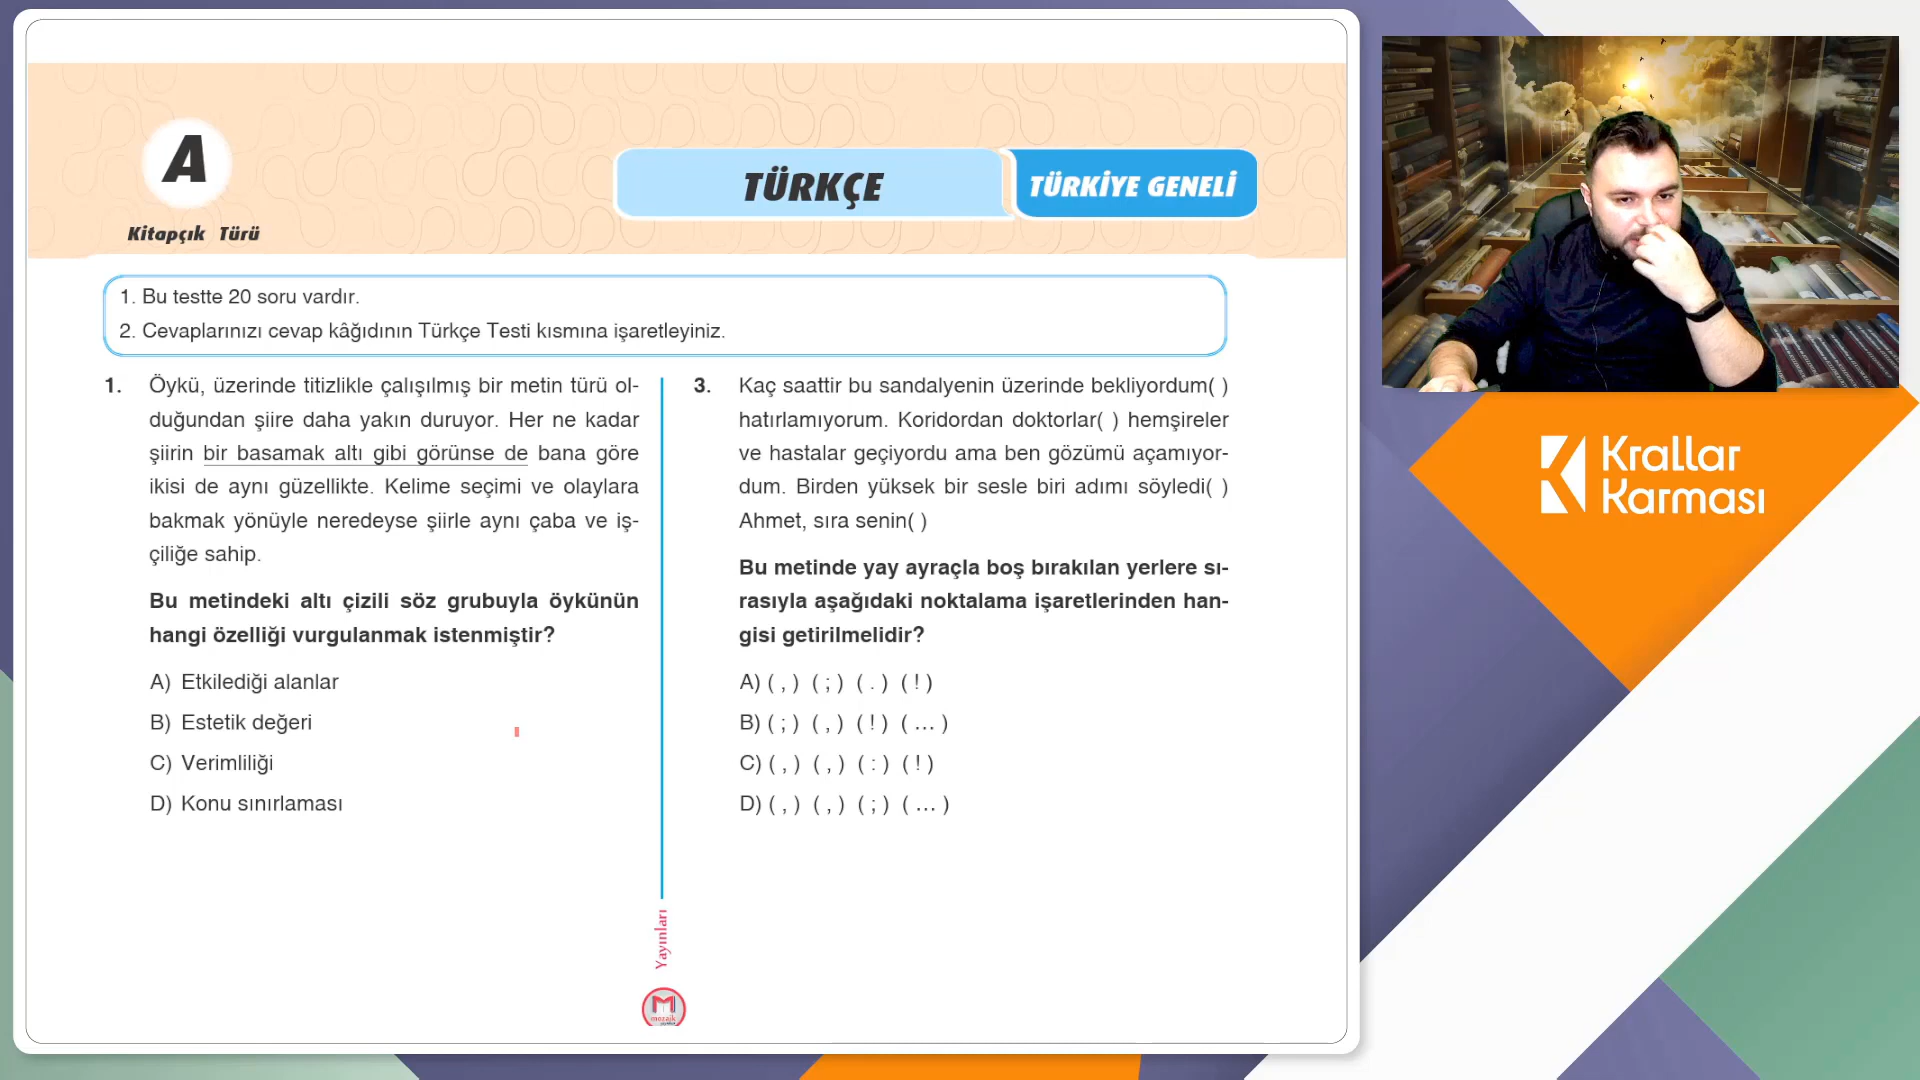 A
Kitapçık Türü
TÜRKÇE
TÜRKİYE GENELİ
1. Bu testte 20 soru vardır.
2. Cevaplarınızı cevap kâğıdının Türkçe Testi kısmına işaretleyiniz.
1. Öykü, üzerinde titizlikle çalışılmış bir metin türü ol-
duğundan şiire daha yakın duruyor. Her ne kadar
şiirin bir basamak altı gibi görünse de bana göre
ikisi de aynı güzellikte. Kelime seçimi ve olaylara
bakmak yönüyle neredeyse şiirle aynı çaba ve iş-
çiliğe sahip.
Bu metindeki altı çizili söz grubuyla öykünün
hangi özelliği vurgulanmak istenmiştir?
A) Etkilediği alanlar
B) Estetik değeri
C) Verimliliği
D) Konu sınırlaması
3. Kaç saattir bu sandalyenin üzerinde bekliyordum( )
hatırlamıyorum. Koridordan doktorlar( ) hemşireler
ve hastalar geçiyordu ama ben gözümü açamıyor-
dum. Birden yüksek bir sesle biri adımı söyledi( )
Ahmet, sıra senin( )
Bu metinde yay ayraçla boş bırakılan yerlere sı-
rasıyla aşağıdaki noktalama işaretlerinden han-
gisi getirilmelidir?
A) ( , ) ( ; ) ( . ) ( ! )
B) ( ; ) ( , ) ( ! ) ( ... )
C) ( , ) ( , ) ( : ) ( ! )
D) ( , ) ( , ) ( ; ) ( ... )
Yayınları
mozaik
Krallar
Karması